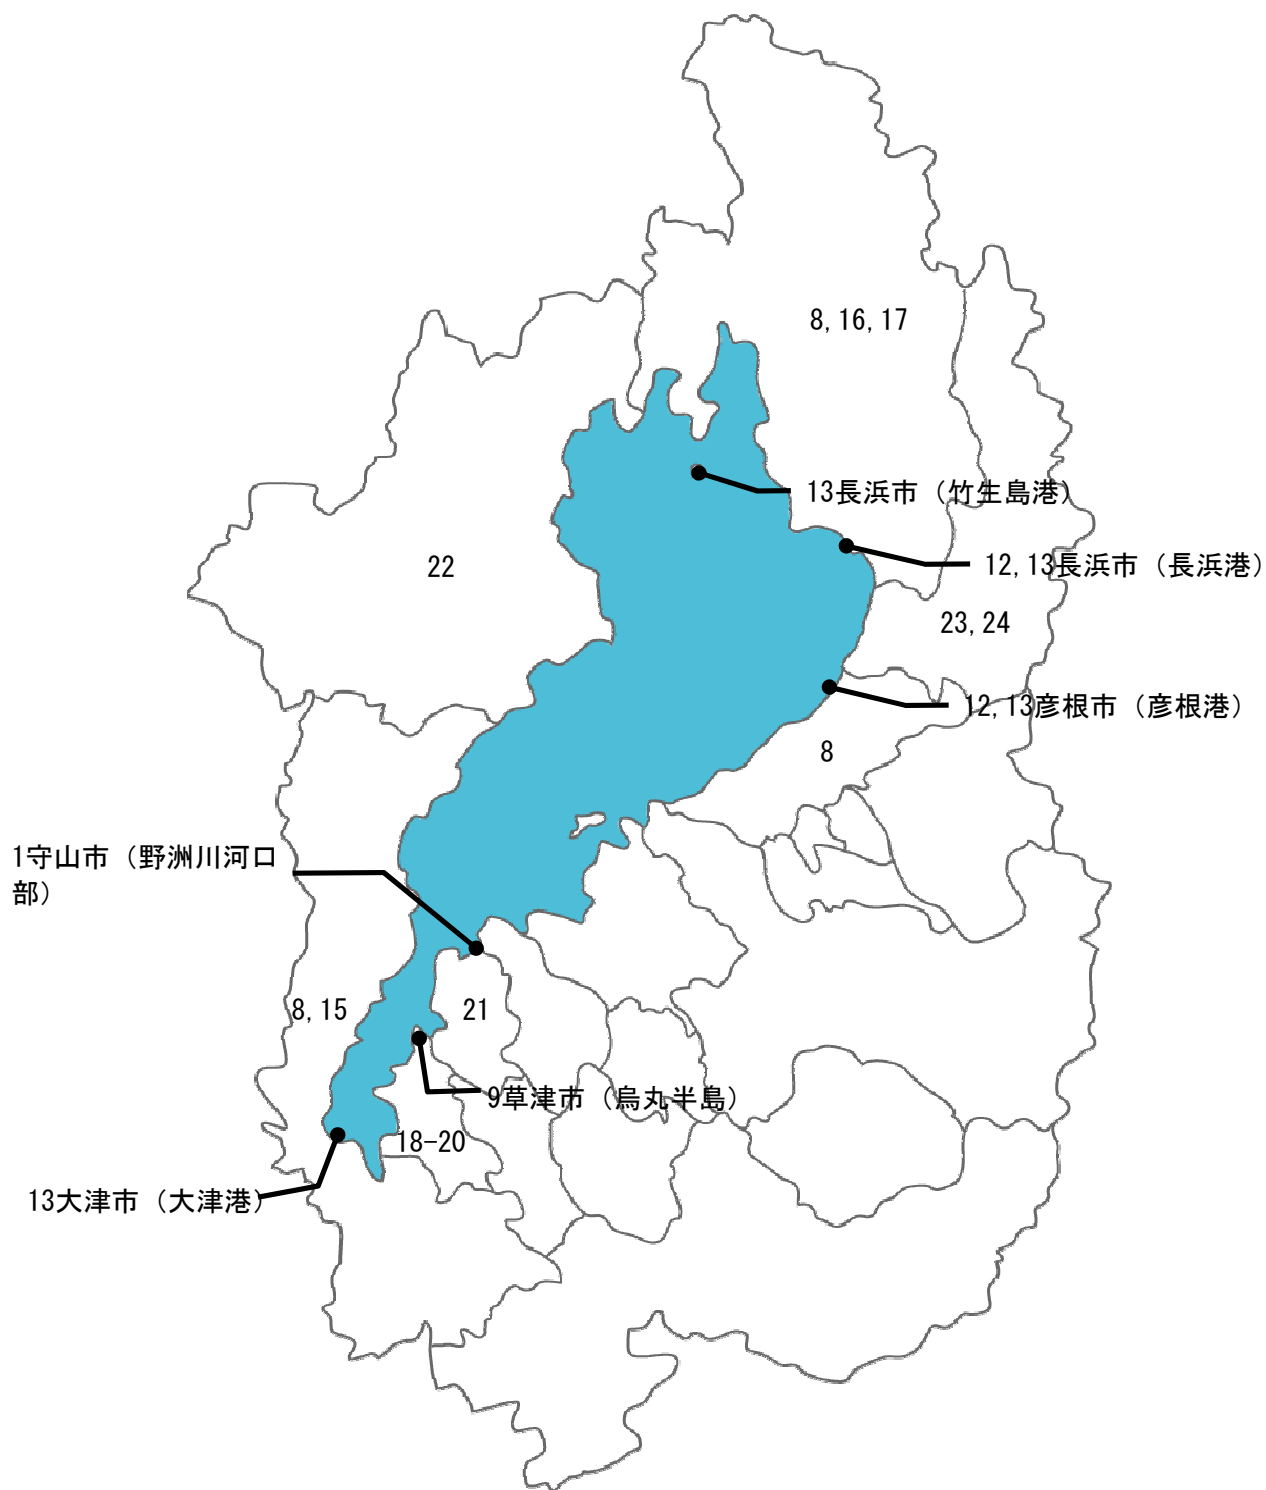 8,16,17
13長浜市（竹生島港）
12,13長浜市（長浜港）
22
23,24
12,13彦根市（彦根港）
8
1守山市（野洲川河口
部）
8,15
21
9草津市（烏丸半島）
18-20
13大津市（大津港）